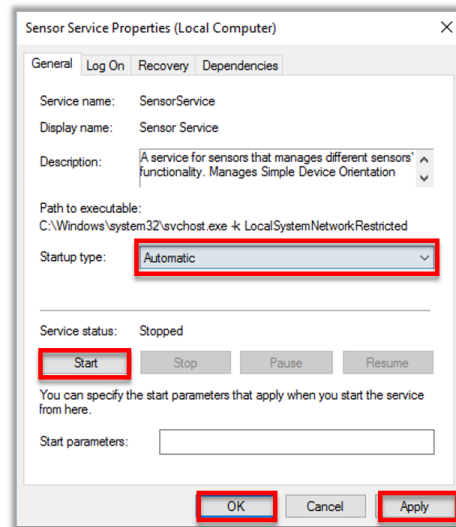 Sensor Service Properties (Local Computer)
General Log On Recovery Dependencies
Service name: SensorService
Display name: Sensor Service
Description: A service for sensors that manages different sensors'
functionality. Manages Simple Device Orientation
Path to executable:
C:\Windows\system32\svchost.exe -k LocalSystemNetworkRestricted
Startup type: Automatic
Service status: Stopped
Start Stop Pause Resume
You can specify the start parameters that apply when you start the service
from here.
Start parameters:
OK Cancel Apply